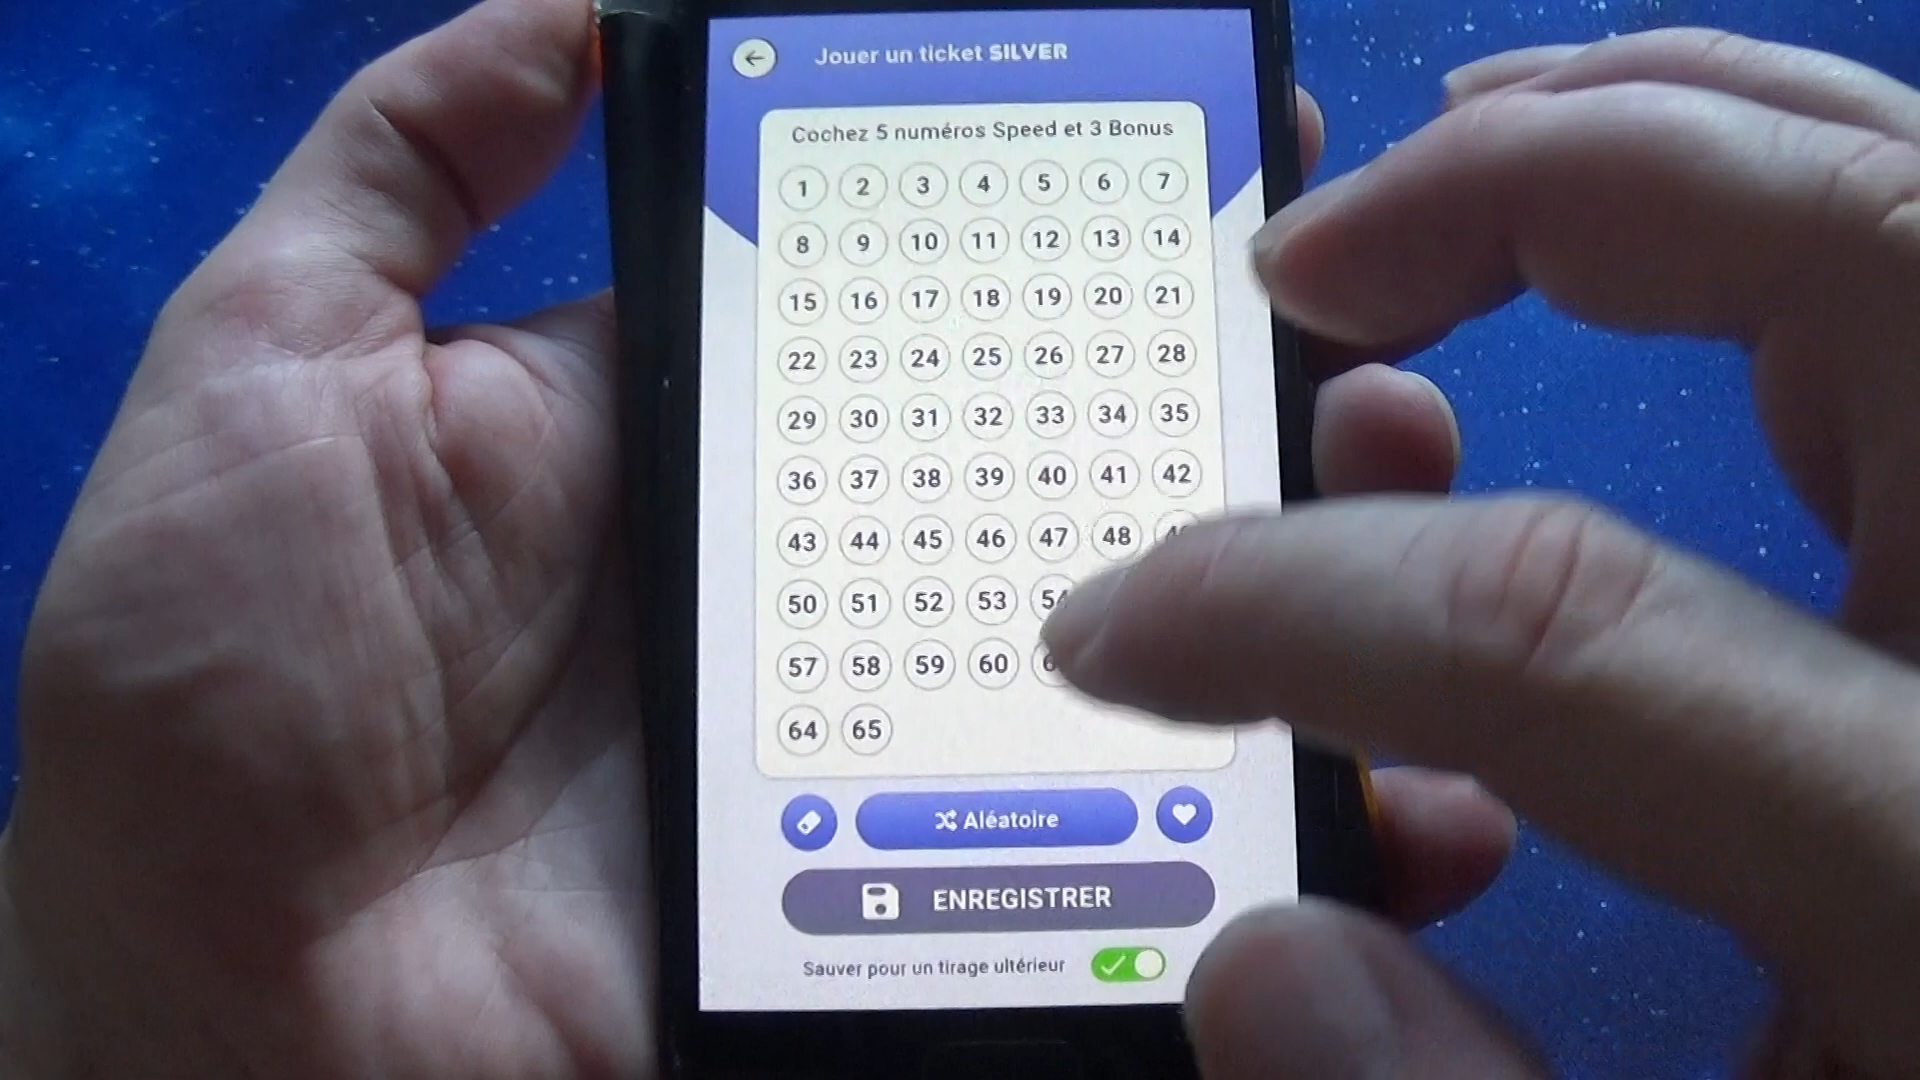 Jouer un ticket SILVER
Cochez 5 numéros Speed et 3 Bonus
1 2 3 4 5 6 7
8 9 10 11 12 13 14
15 16 17 18 19 20 21
22 23 24 25 26 27 28
29 30 31 32 33 34 35
36 37 38 39 40 41 42
43 44 45 46 47 48
50 51 52 53 54
57 58 59 60
64 65
Aléatoire
ENREGISTRER
Sauver pour un tirage ultérieur